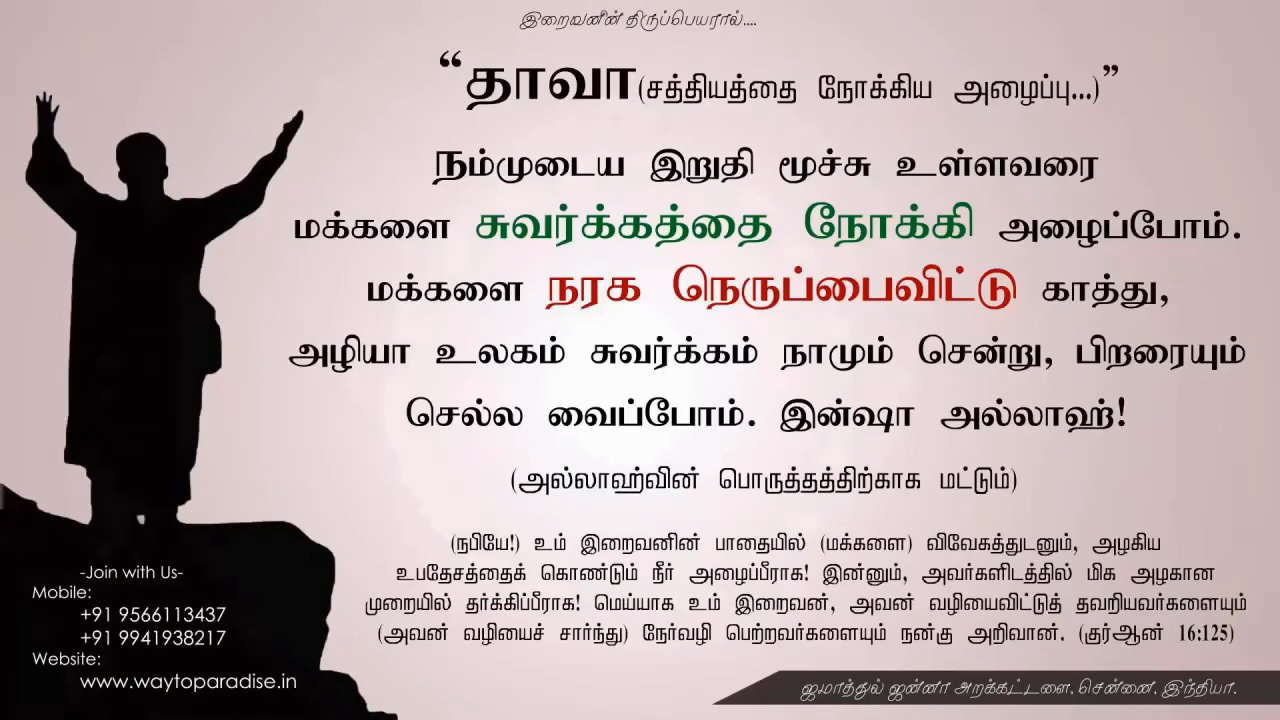 இறைவனின் திருப்பெயரால்....
“தாவா(சத்தியத்தை நோக்கிய அழைப்பு...)”
நம்முடைய இறுதி மூச்சு உள்ளவரை
மக்களை சுவர்க்கத்தை நோக்கி அழைப்போம்.
மக்களை நரக நெருப்பைவிட்டு காத்து,
அழியா உலகம் சுவர்க்கம் நாமும் சென்று, பிறரையும்
செல்ல வைப்போம். இன்ஷா அல்லாஹ்!
(அல்லாஹ்வின் பொருத்தத்திற்காக மட்டும்)
(நபியே!) உம் இறைவனின் பாதையில் (மக்களை) விவேகத்துடனும், அழகிய
உபதேசத்தைக் கொண்டும் நீர் அழைப்பீராக! இன்னும், அவர்களிடத்தில் மிக அழகான
முறையில் தர்க்கிப்பீராக! மெய்யாக உம் இறைவன், அவன் வழியைவிட்டுத் தவறியவர்களையும்
(அவன் வழியைச் சார்ந்து) நேர்வழி பெற்றவர்களையும் நன்கு அறிவான். (குர்ஆன் 16:125)
-Join with Us-
Mobile:
+91 9566113437
+91 9941938217
Website:
www.waytoparadise.in
ஜமாத்துல் ஜன்னா அறக்கட்டளை, சென்னை, இந்தியா.